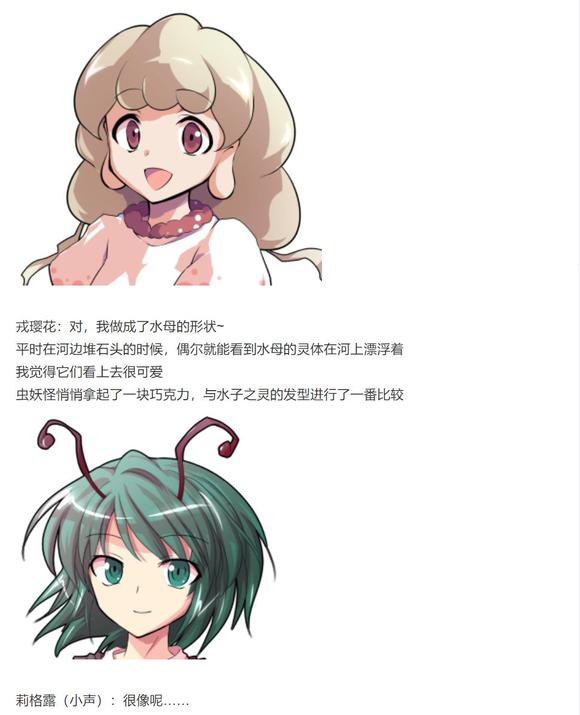 戎璎花：对，我做成了水母的形状~
平时在河边堆石头的时候，偶尔就能看到水母的灵体在河上漂浮着
我觉得它们看上去很可爱
虫妖怪悄悄拿起了一块巧克力，与水子之灵的发型进行了一番比较
莉格露（小声）：很像呢……